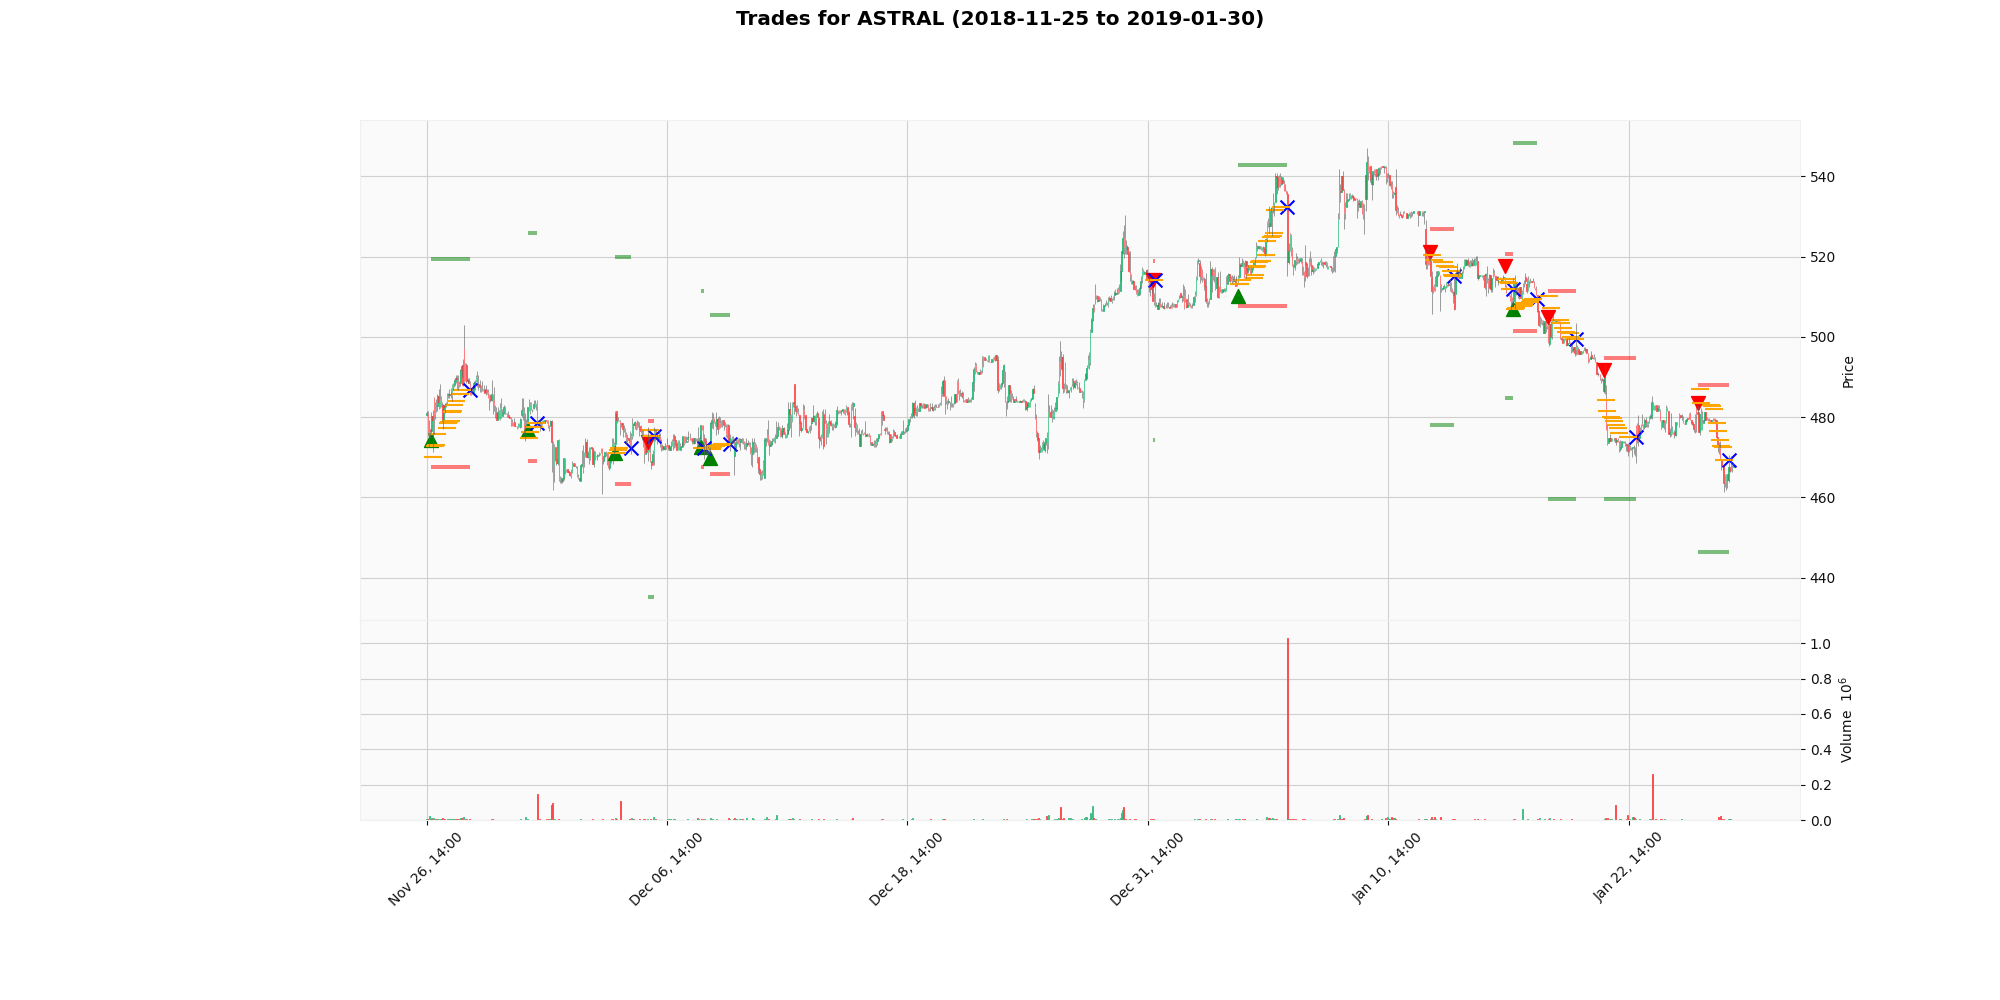 Trades for ASTRAL (2018-11-25 to 2019-01-30)
540
520
500
480
460
440
Price
1.0
0.8
0.6
0.4
0.2
0.0
Volume 10⁶
Nov 26, 14:00
Dec 06, 14:00
Dec 18, 14:00
Dec 31, 14:00
Jan 10, 14:00
Jan 22, 14:00